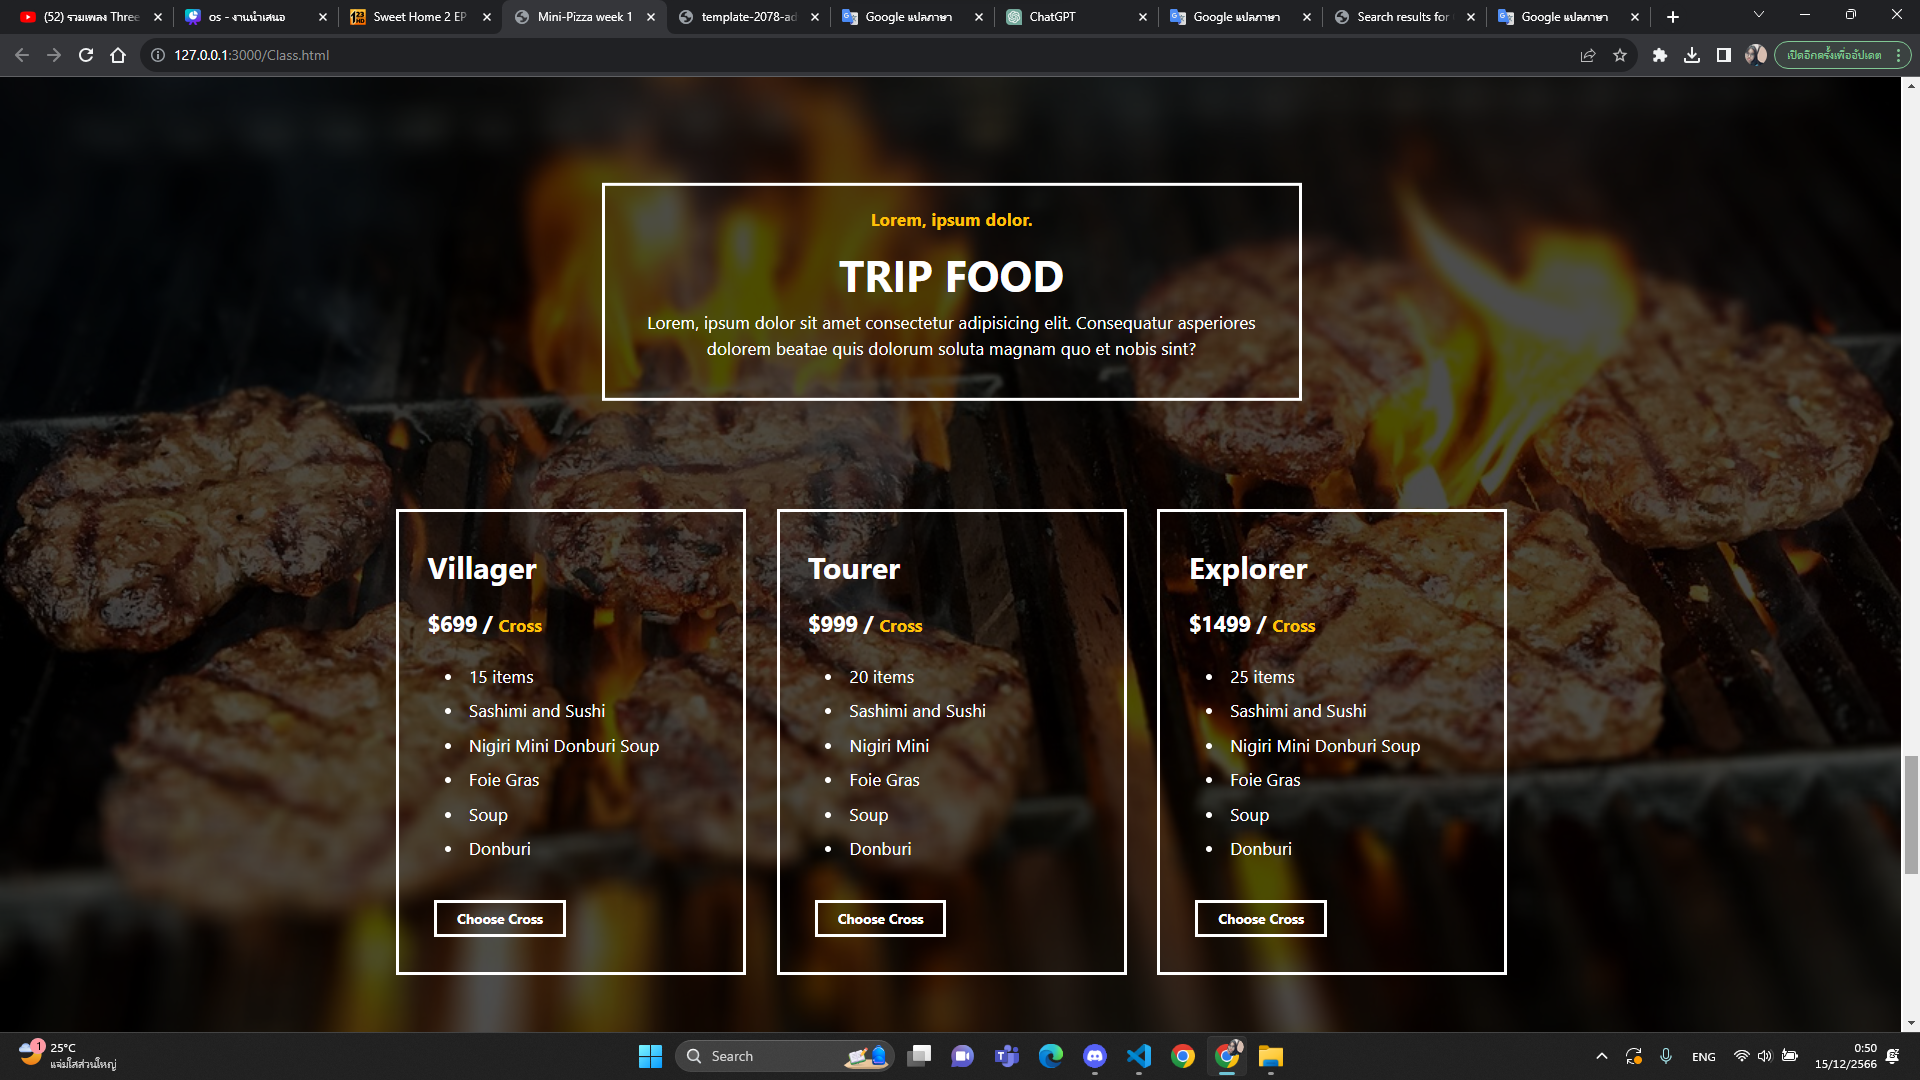 (52) รวมเพลง Three
os - งานนำเสนอ
Sweet Home 2 EP
Mini-Pizza week 1
template-2078-ad
Google แปลภาษา
ChatGPT
Google แปลภาษา
Search results for
Google แปลภาษา
127.0.0.1:3000/Class.html
เปิดอีกครั้งเพื่ออัปเดต
Lorem, ipsum dolor.
TRIP FOOD
Lorem, ipsum dolor sit amet consectetur adipisicing elit. Consequatur asperiores
dolorem beatae quis dolorum soluta magnam quo et nobis sint?
Villager
$699 / Cross
15 items
Sashimi and Sushi
Nigiri Mini Donburi Soup
Foie Gras
Soup
Donburi
Choose Cross
Tourer
$999 / Cross
20 items
Sashimi and Sushi
Nigiri Mini
Foie Gras
Soup
Donburi
Choose Cross
Explorer
$1499 / Cross
25 items
Sashimi and Sushi
Nigiri Mini Donburi Soup
Foie Gras
Soup
Donburi
Choose Cross
1
25°C
แจ่มใสส่วนใหญ่
Search
ENG
0:50
15/12/2566